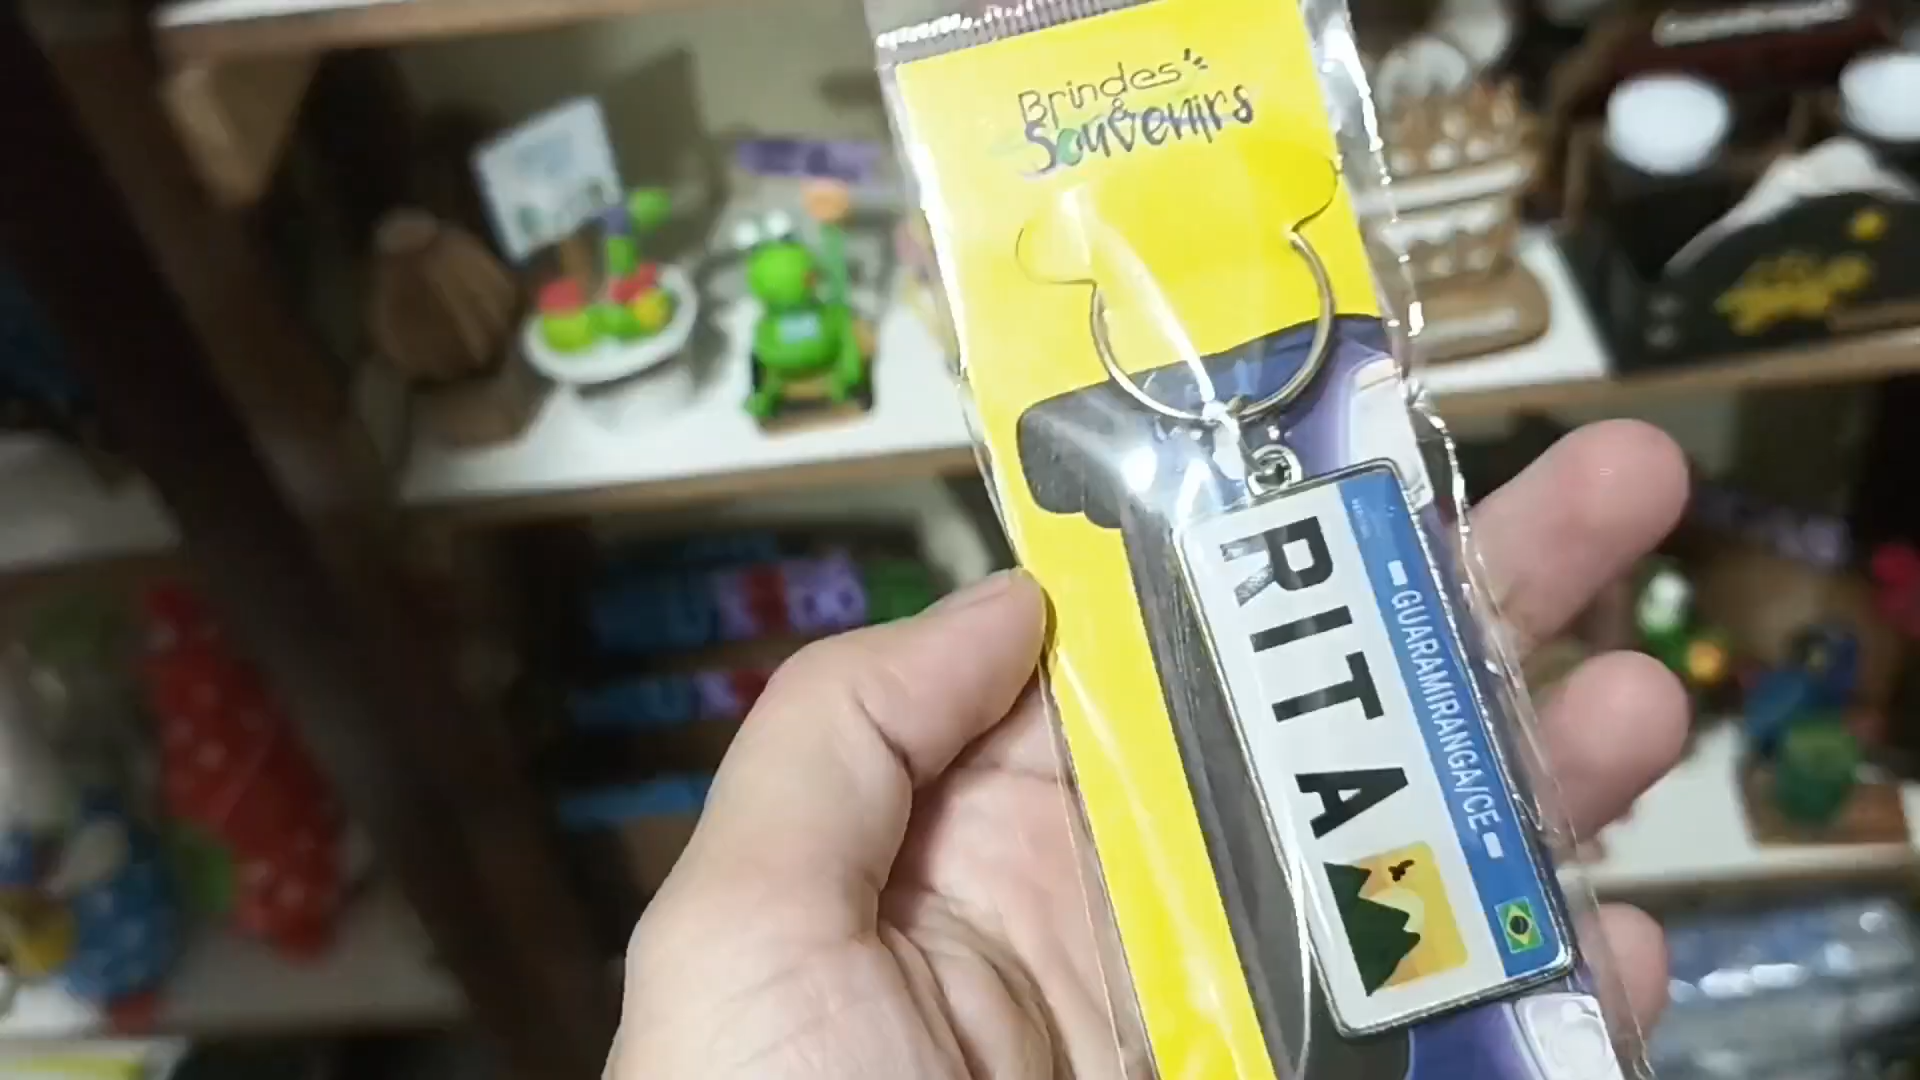 Brindes
&
Souvenirs
GUARAMIRANGA/CE
RITA